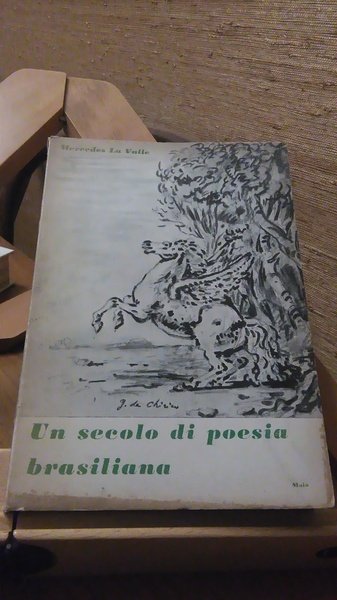 Mercedes La Valle
G. de Chirico
Un secolo di poesia
brasiliana
Maia